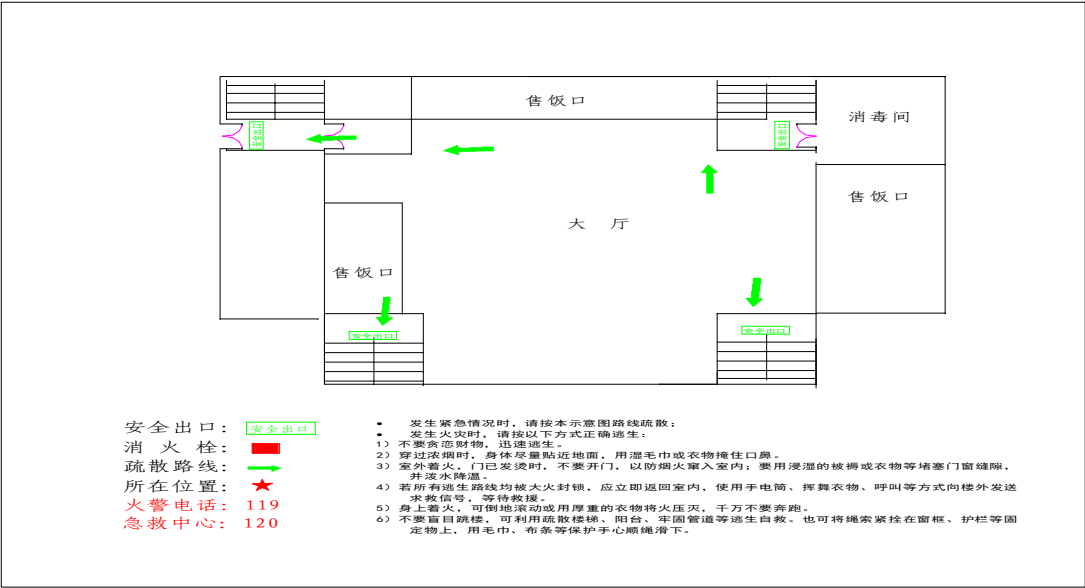 售饭口
消毒间
安全出口
安全出口
售饭口
大 厅
售饭口
安全出口
安全出口
安全出口: 安全出口
消 火 栓:
疏散路线:
所在位置:
火警电话: 119
急救中心: 120
• 发生紧急情况时, 请按本示意图路线疏散;
• 发生火灾时, 请按以下方式正确逃生:
1) 不要贪恋财物, 迅速逃生。
2) 穿过浓烟时, 身体尽量贴近地面, 用湿毛巾或衣物掩住口鼻。
3) 室外着火, 门已发烫时, 不要开门, 以防烟火窜入室内; 要用浸湿的被褥或衣物等堵塞门窗缝隙,
并泼水降温。
4) 若所有逃生路线均被大火封锁, 应立即返回室内, 使用手电筒、挥舞衣物、呼叫等方式向楼外发送
求救信号, 等待救援。
5) 身上着火, 可倒地滚动或用厚重的衣物将火压灭, 千万不要奔跑。
6) 不要盲目跳楼, 可利用疏散楼梯、阳台、牢固管道等逃生自救。也可将绳索紧拴在窗框、护栏等固
定物上, 用毛巾、布条等保护手心顺绳滑下。